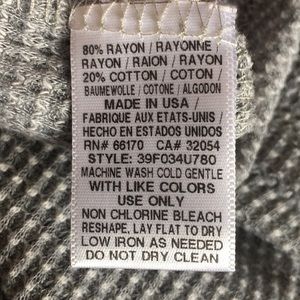 80% RAYON / RAYONNE
RAYON / RAION / RAYON
20% COTTON / COTON
BAUMEWOLLE / COTONE / ALGODON
MADE IN USA /
FABRIQUE AUX ETATS-UNIS /
HECHO EN ESTADOS UNIDOS
RN# 66170 CA# 32054
STYLE: 39F034U780
MACHINE WASH COLD GENTLE
WITH LIKE COLORS
USE ONLY
NON CHLORINE BLEACH
RESHAPE, LAY FLAT TO DRY
LOW IRON AS NEEDED
DO NOT DRY CLEAN